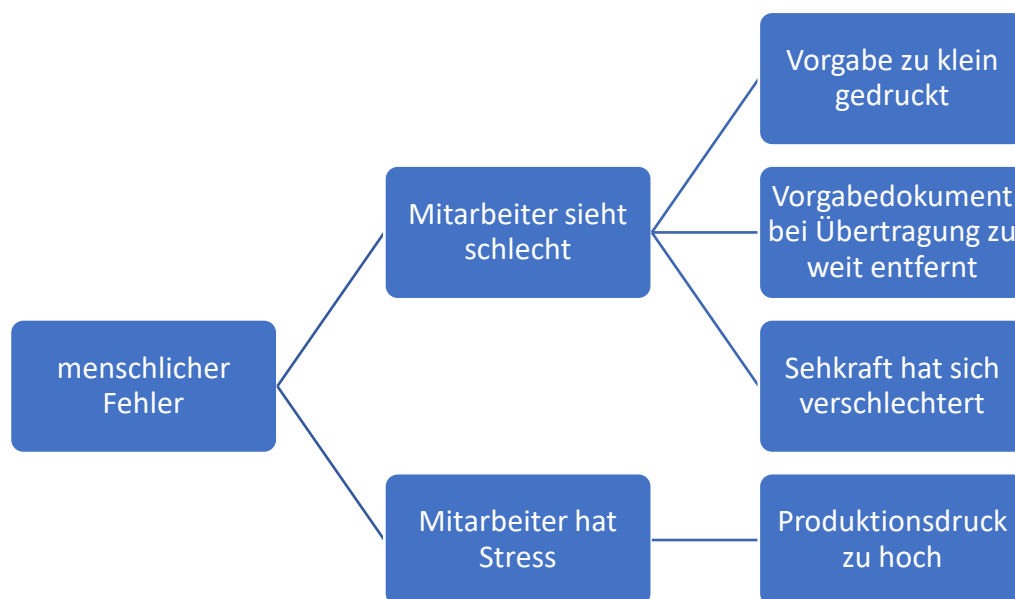 Vorgabe zu klein
gedruckt
Mitarbeiter sieht
schlecht
Vorgabedokument
bei Übertragung zu
weit entfernt
menschlicher
Fehler
Sehkraft hat sich
verschlechtert
Mitarbeiter hat
Stress
Produktionsdruck
zu hoch